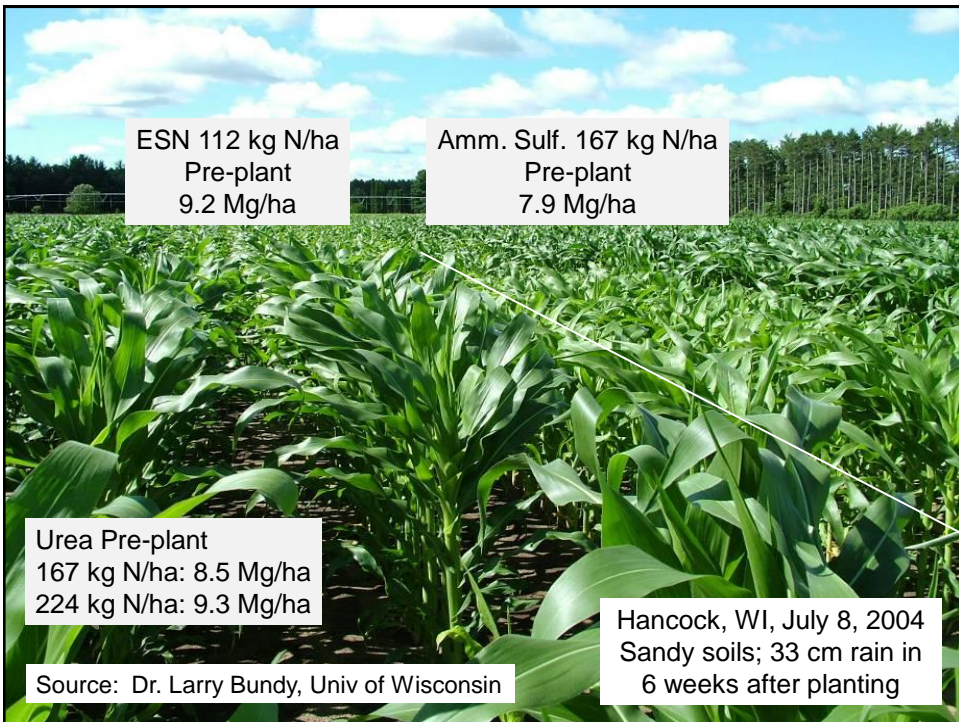 ESN 112 kg N/ha
Pre-plant
9.2 Mg/ha
Amm. Sulf. 167 kg N/ha
Pre-plant
7.9 Mg/ha
Urea Pre-plant
167 kg N/ha: 8.5 Mg/ha
224 kg N/ha: 9.3 Mg/ha
Source:  Dr. Larry Bundy, Univ of Wisconsin
Hancock, WI, July 8, 2004
Sandy soils; 33 cm rain in
6 weeks after planting